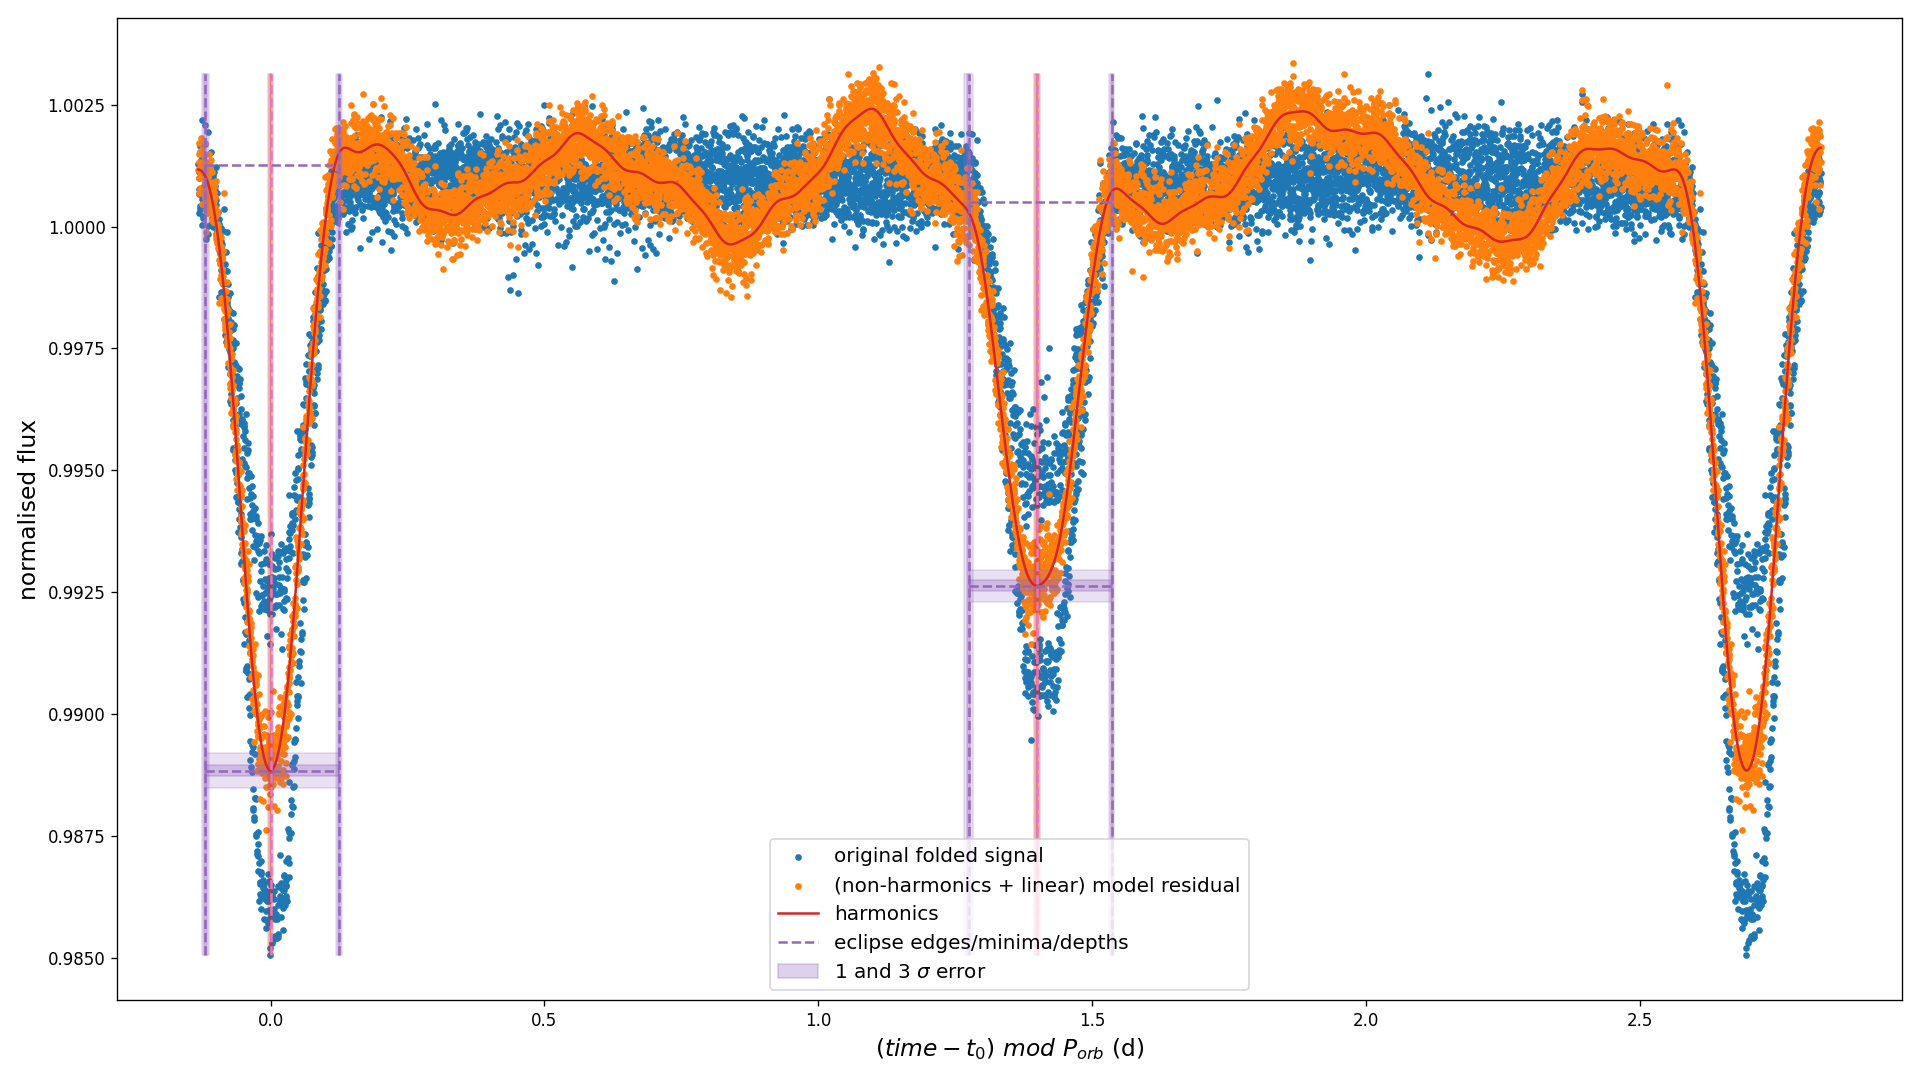 normalised flux
1.0025
1.0000
0.9975
0.9950
0.9925
0.9900
0.9875
0.9850
original folded signal
(non-harmonics + linear) model residual
harmonics
eclipse edges/minima/depths
1 and 3 σ error
0.0 0.5 1.0 1.5 2.0 2.5
(time − t₀) mod Pₒᵣb (d)